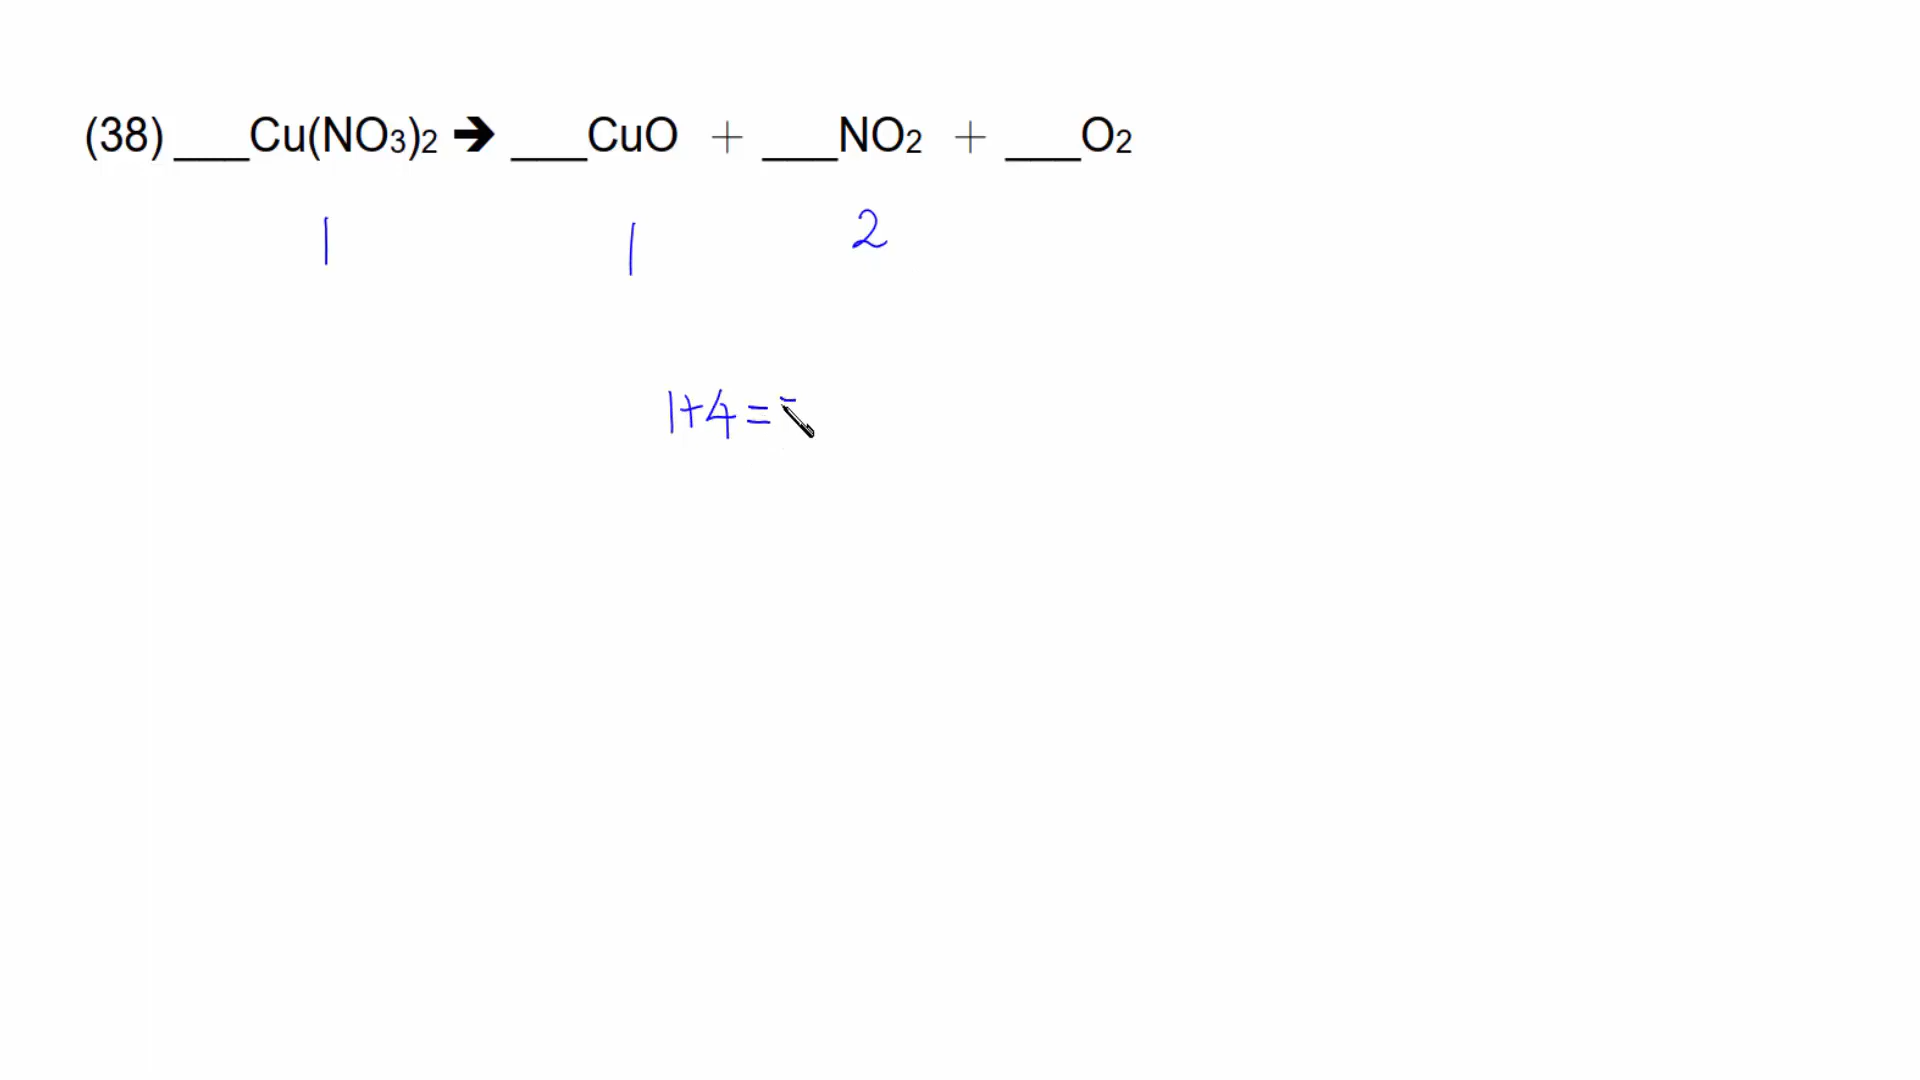 (38) ___Cu(NO3)2 ➔ ___CuO + ___NO2 + ___O2
1 1 2
1+4=